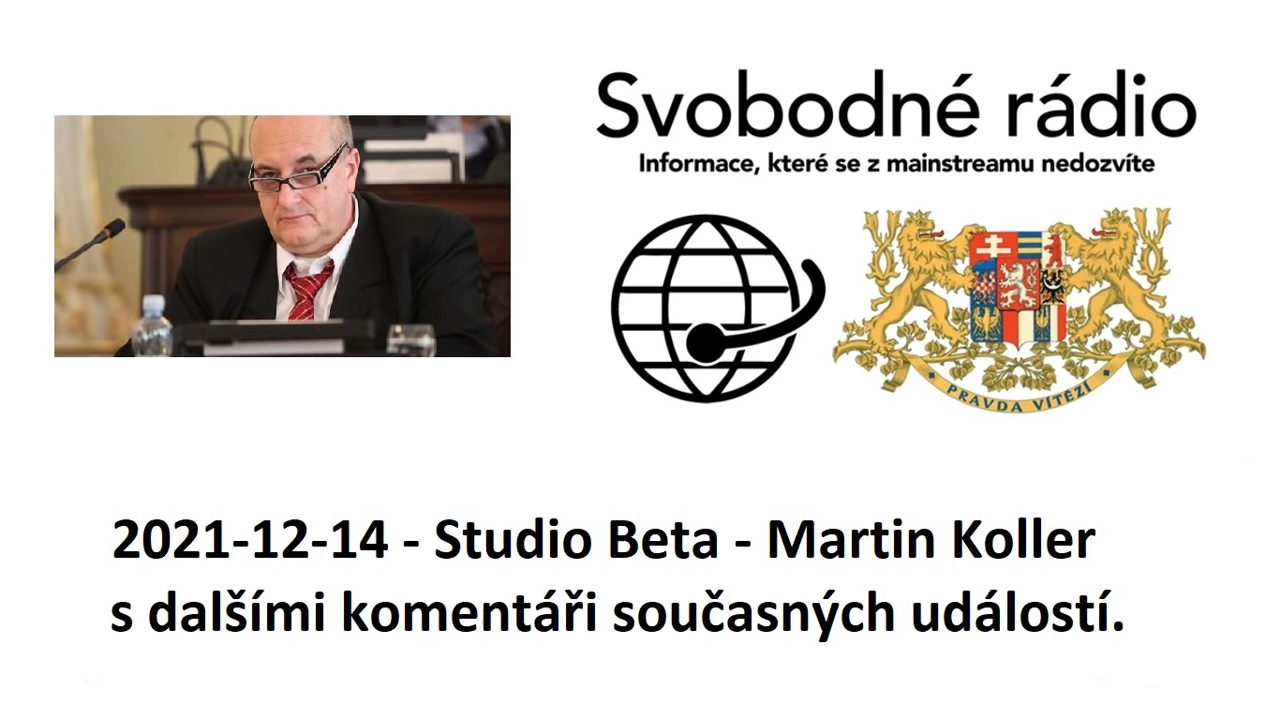 Svobodné rádio
Informace, které se z mainstreamu nedozvíte
PRAVDA VÍTĚZÍ
2021-12-14 - Studio Beta - Martin Koller
s dalšími komentáři současných událostí.